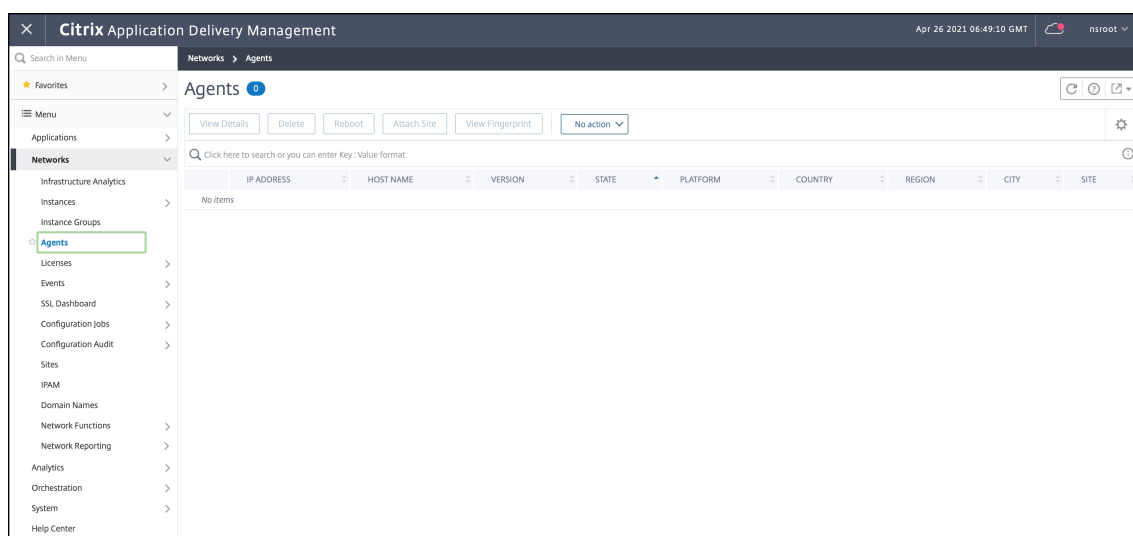 Citrix Application Delivery Management
Apr 26 2021 06:49:10 GMT
nsroot
Search in Menu
Networks > Agents
Favorites
Agents 0
Menu
View Details
Delete
Reboot
Attach Site
View Fingerprint
No action
Applications
Click here to search or you can enter Key : Value format
Networks
IP ADDRESS
HOST NAME
VERSION
STATE
PLATFORM
COUNTRY
REGION
CITY
SITE
Infrastructure Analytics
No items
Instances
Instance Groups
Agents
Licenses
Events
SSL Dashboard
Configuration Jobs
Configuration Audit
Sites
IPAM
Domain Names
Network Functions
Network Reporting
Analytics
Orchestration
System
Help Center